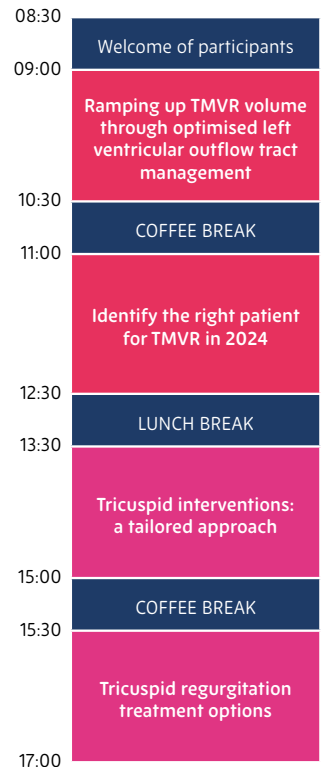 08:30
Welcome of participants
09:00
Ramping up TMVR volume
through optimised left
ventricular outflow tract
management
10:30
COFFEE BREAK
11:00
Identify the right patient
for TMVR in 2024
12:30
LUNCH BREAK
13:30
Tricuspid interventions:
a tailored approach
15:00
COFFEE BREAK
15:30
Tricuspid regurgitation
treatment options
17:00